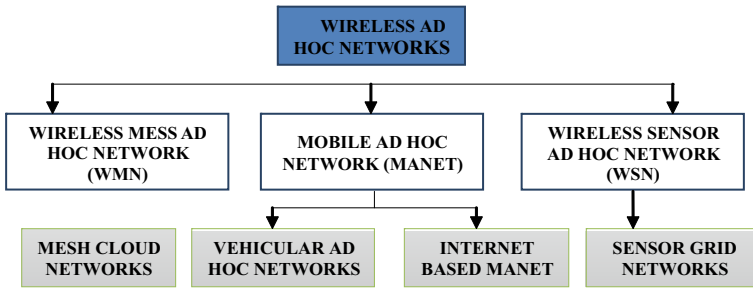 WIRELESS AD
HOC NETWORKS
WIRELESS MESS AD
HOC NETWORK
(WMN)
MOBILE AD HOC
NETWORK (MANET)
WIRELESS SENSOR
AD HOC NETWORK
(WSN)
MESH CLOUD
NETWORKS
VEHICULAR AD
HOC NETWORKS
INTERNET
BASED MANET
SENSOR GRID
NETWORKS